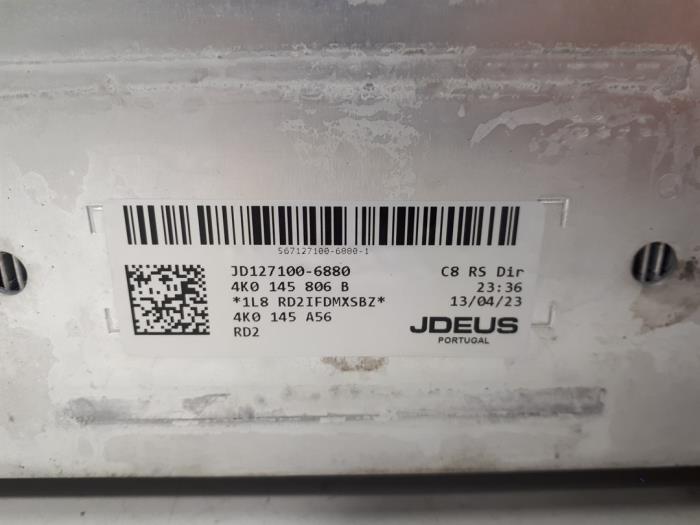 567127100-6880-1
JD127100-6880
4K0 145 806 B
*1L8 RD2IFDMXSBZ*
4K0 145 A56
RD2
C8 RS Dir
23:36
13/04/23
JDEUS
PORTUGAL